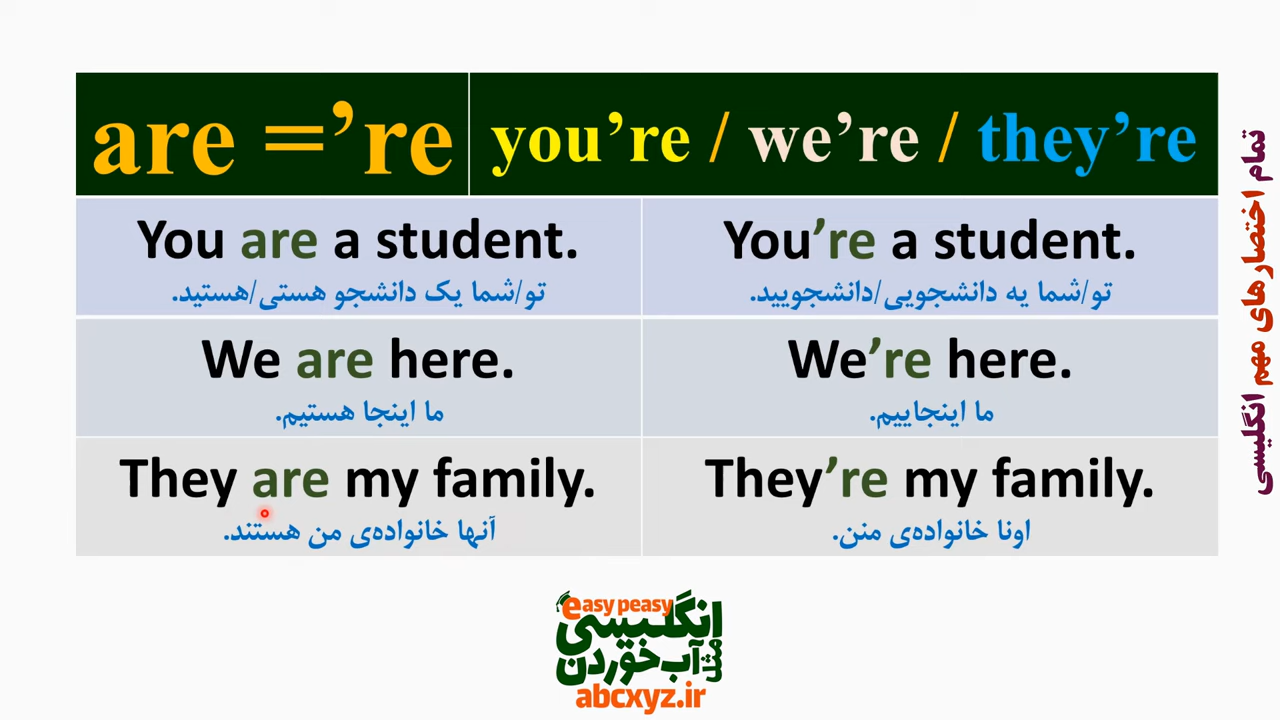 are =’re
you’re / we’re / they’re
You are a student.
تو/شما یک دانشجو هستی/هستید.
You’re a student.
تو/شما یه دانشجویی/دانشجویید.
We are here.
ما اینجا هستیم.
We’re here.
ما اینجاییم.
They are my family.
آنها خانواده‌ی من هستند.
They’re my family.
اونا خانواده‌ی منن.
تمام اختصارهای مهم انگلیسی
easy peasy
انگلیسی
مثل آب خوردن
abcxyz.ir